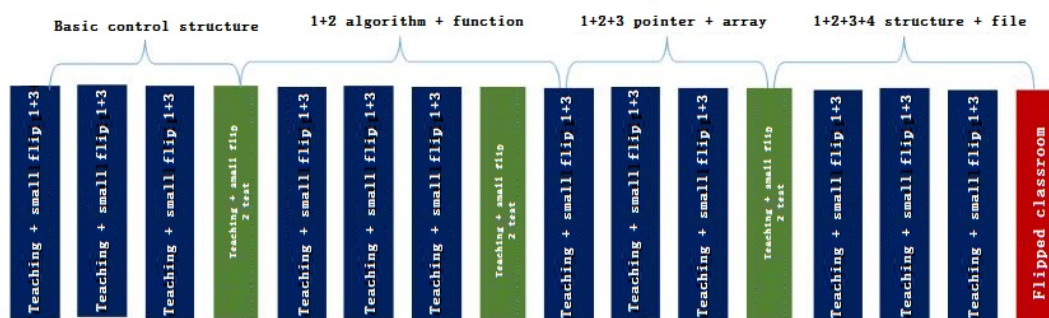 Basic control structure
1+2 algorithm + function
1+2+3 pointer + array
1+2+3+4 structure + file
Teaching + small flip 1+3
Teaching + small flip 1+3
Teaching + small flip 1+3
Teaching + small flip
2 test
Teaching + small flip 1+3
Teaching + small flip 1+3
Teaching + small flip 1+3
Teaching + small flip
2 test
Teaching + small flip 1+3
Teaching + small flip 1+3
Teaching + small flip 1+3
Teaching + small flip
2 test
Teaching + small flip 1+3
Teaching + small flip 1+3
Teaching + small flip 1+3
Flipped classroom